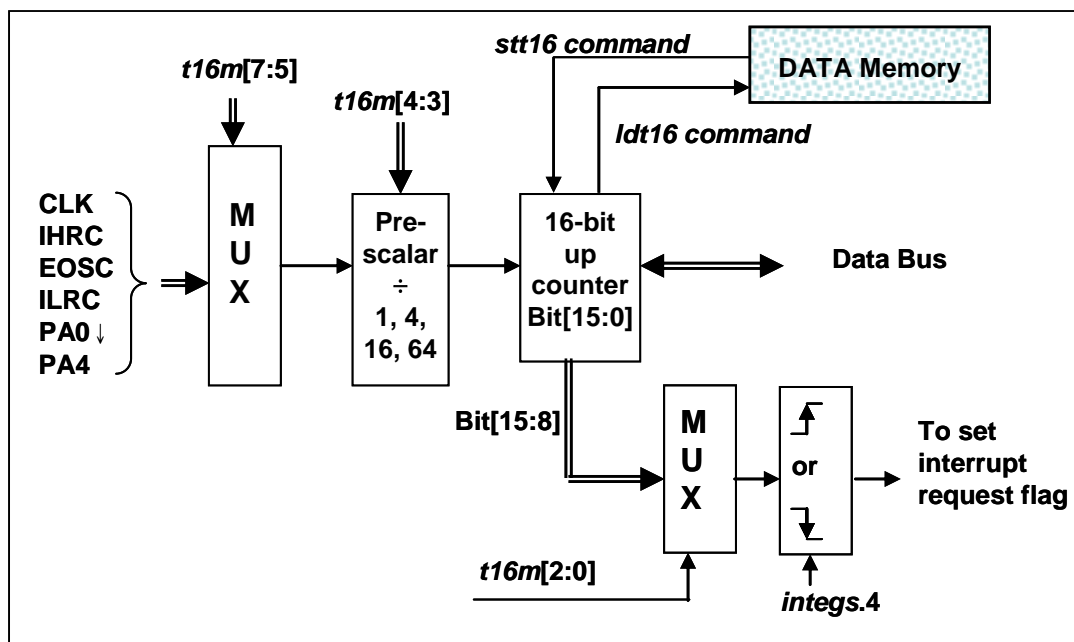 stt16 command
DATA Memory
t16m[7:5]
t16m[4:3]
ldt16 command
CLK
IHRC
EOSC
ILRC
PA0 ↓
PA4
M
U
X
Pre-
scalar
÷
1, 4,
16, 64
16-bit
up
counter
Bit[15:0]
Data Bus
Bit[15:8]
M
U
X
or
To set
interrupt
request flag
t16m[2:0]
integs.4